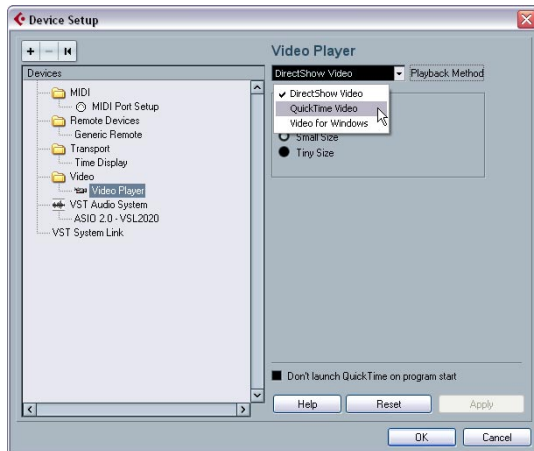 Device Setup
Devices
MIDI
MIDI Port Setup
Remote Devices
Generic Remote
Transport
Time Display
Video
Video Player
VST Audio System
ASIO 2.0 - VSL2020
VST System Link
Video Player
DirectShow Video
Playback Method
DirectShow Video
QuickTime Video
Video for Windows
Small Size
Tiny Size
Don't launch QuickTime on program start
Help Reset Apply
OK Cancel